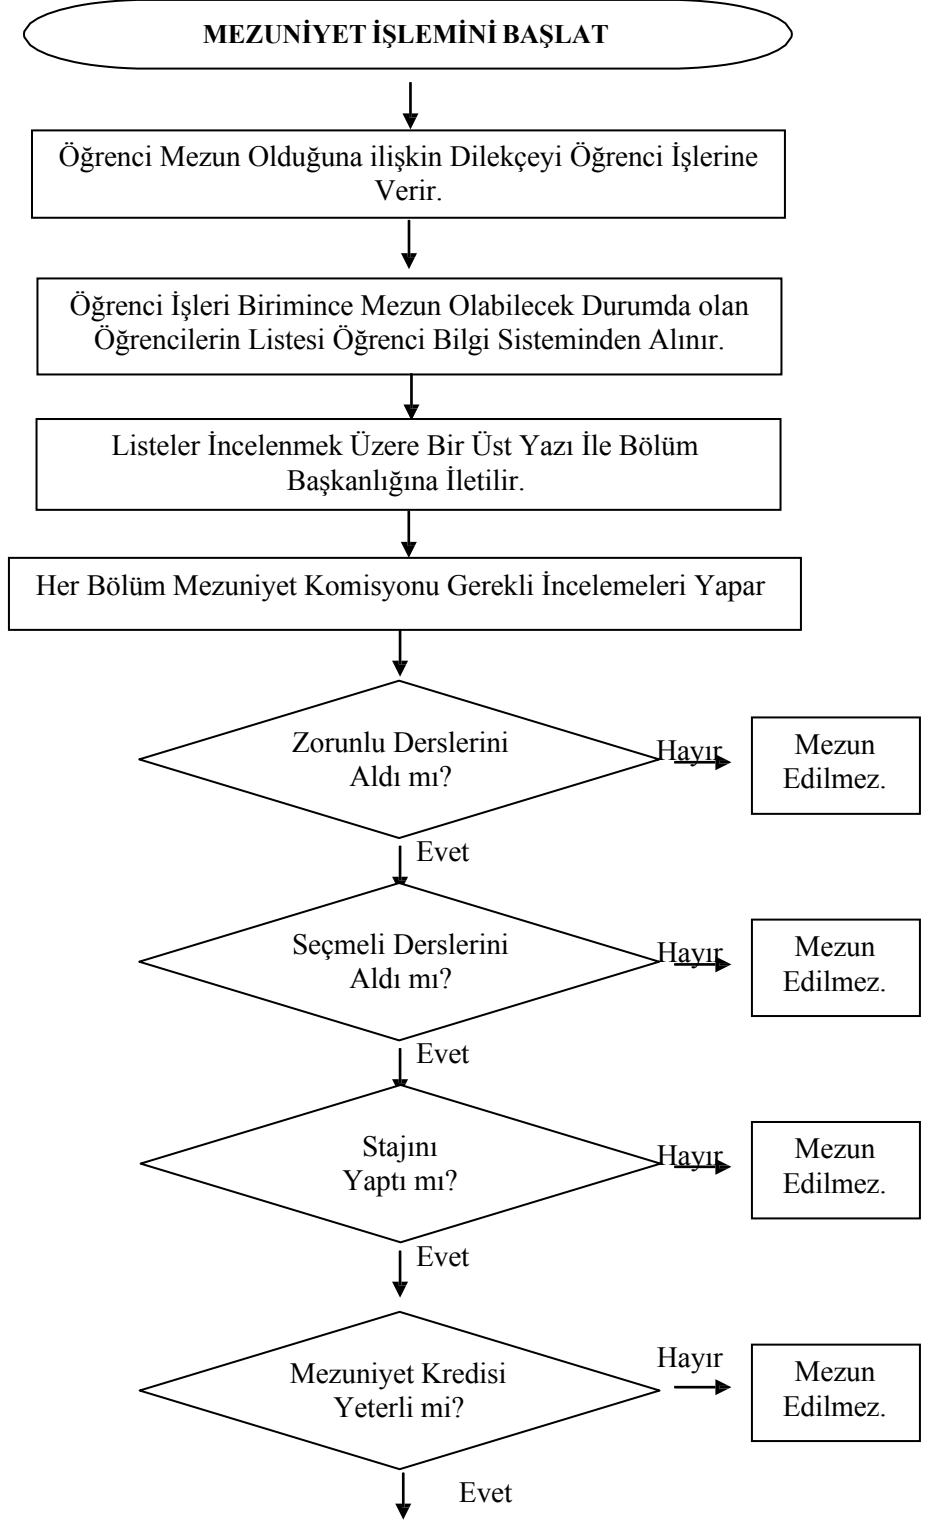 MEZUNİYET İŞLEMİNİ BAŞLAT
Öğrenci Mezun Olduğuna ilişkin Dilekçeyi Öğrenci İşlerine
Verir.
Öğrenci İşleri Birimince Mezun Olabilecek Durumda olan
Öğrencilerin Listesi Öğrenci Bilgi Sisteminden Alınır.
Listeler İncelenmek Üzere Bir Üst Yazı İle Bölüm
Başkanlığına İletilir.
Her Bölüm Mezuniyet Komisyonu Gerekli İncelemeleri Yapar
Zorunlu Derslerini
Aldı mı?
Hayır
Mezun
Edilmez.
Evet
Seçmeli Derslerini
Aldı mı?
Hayır
Mezun
Edilmez.
Evet
Stajını
Yaptı mı?
Hayır
Mezun
Edilmez.
Evet
Mezuniyet Kredisi
Yeterli mi?
Hayır
Mezun
Edilmez.
Evet